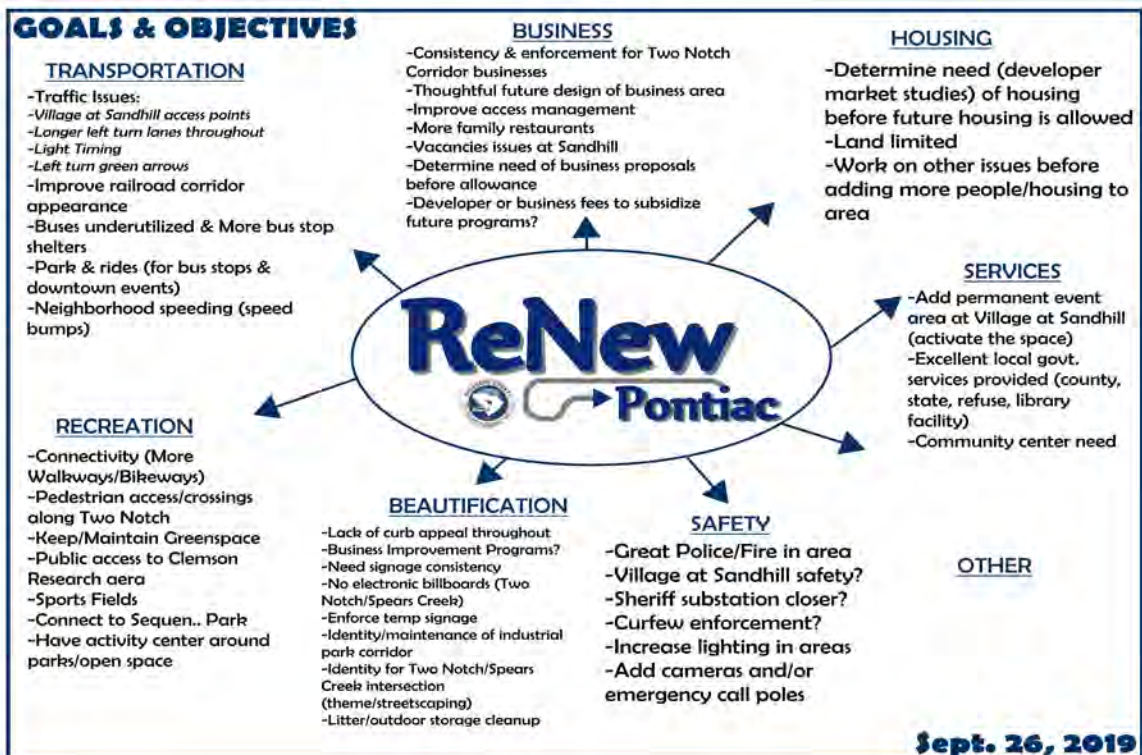 GOALS & OBJECTIVES
TRANSPORTATION
-Traffic Issues:
-Village at Sandhill access points
-Longer left turn lanes throughout
-Light Timing
-Left turn green arrows
-Improve railroad corridor
appearance
-Buses underutilized & More bus stop
shelters
-Park & rides (for bus stops &
downtown events)
-Neighborhood speeding (speed
bumps)
BUSINESS
-Consistency & enforcement for Two Notch
Corridor businesses
-Thoughtful future design of business area
-Improve access management
-More family restaurants
-Vacancies issues at Sandhill
-Determine need of business proposals
before allowance
-Developer or business fees to subsidize
future programs?
HOUSING
-Determine need (developer
market studies) of housing
before future housing is allowed
-Land limited
-Work on other issues before
adding more people/housing to
area
ReNew
Pontiac
SERVICES
-Add permanent event
area at Village at Sandhill
(activate the space)
-Excellent local govt.
services provided (county,
state, refuse, library
facility)
-Community center need
RECREATION
-Connectivity (More
Walkways/Bikeways)
-Pedestrian access/crossings
along Two Notch
-Keep/Maintain Greenspace
-Public access to Clemson
Research aera
-Sports Fields
-Connect to Sequen.. Park
-Have activity center around
parks/open space
BEAUTIFICATION
-Lack of curb appeal throughout
-Business Improvement Programs?
-Need signage consistency
-No electronic billboards (Two
Notch/Spears Creek)
-Enforce temp signage
-Identity/maintenance of industrial
park corridor
-Identity for Two Notch/Spears
Creek intersection
(theme/streetscaping)
-Litter/outdoor storage cleanup
SAFETY
-Great Police/Fire in area
-Village at Sandhill safety?
-Sheriff substation closer?
-Curfew enforcement?
-Increase lighting in areas
-Add cameras and/or
emergency call poles
OTHER
Sept. 26, 2019